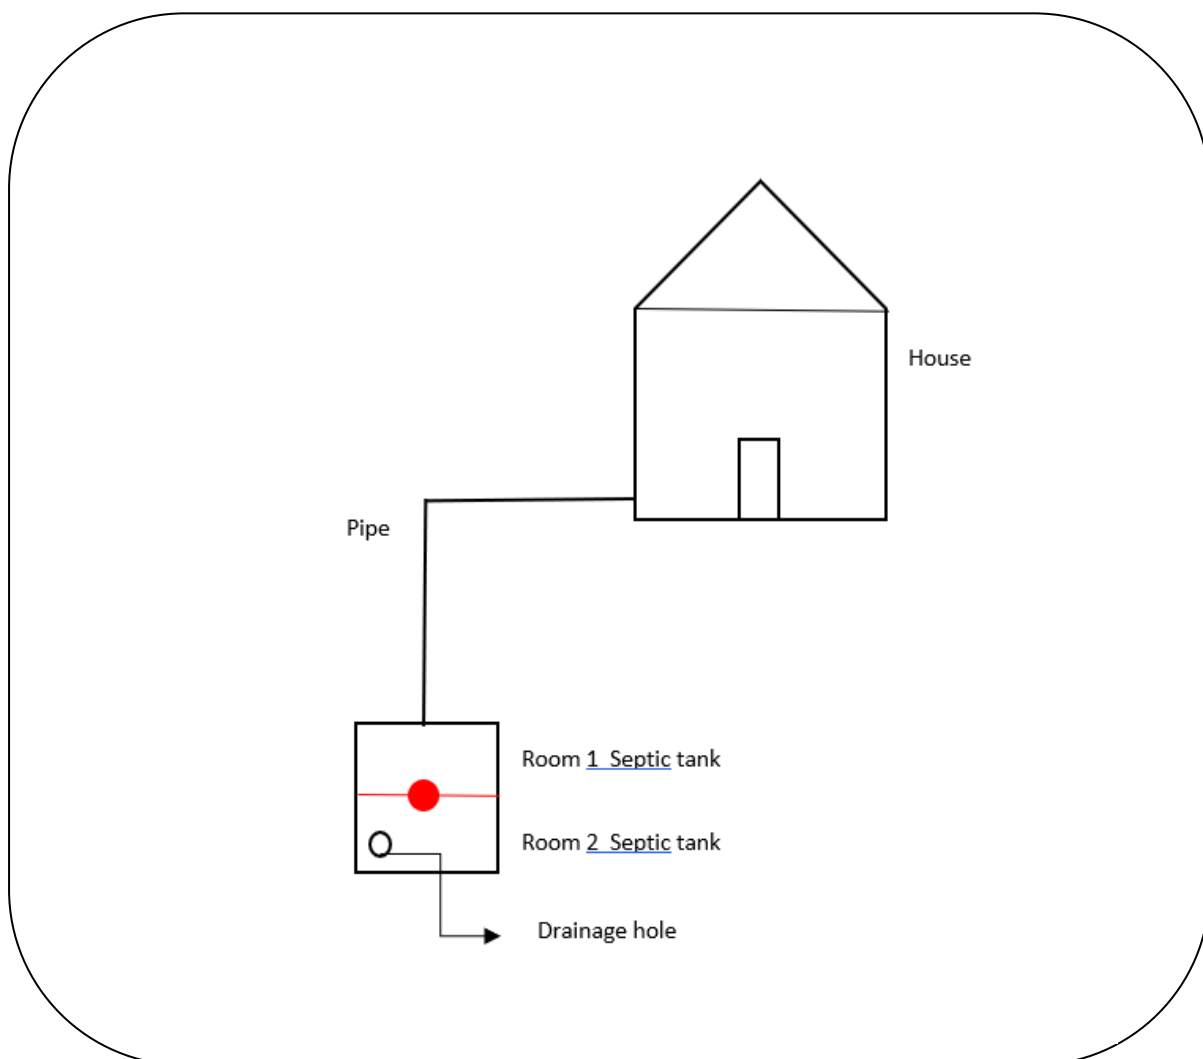 House
Pipe
Room 1 Septic tank
Room 2 Septic tank
Drainage hole